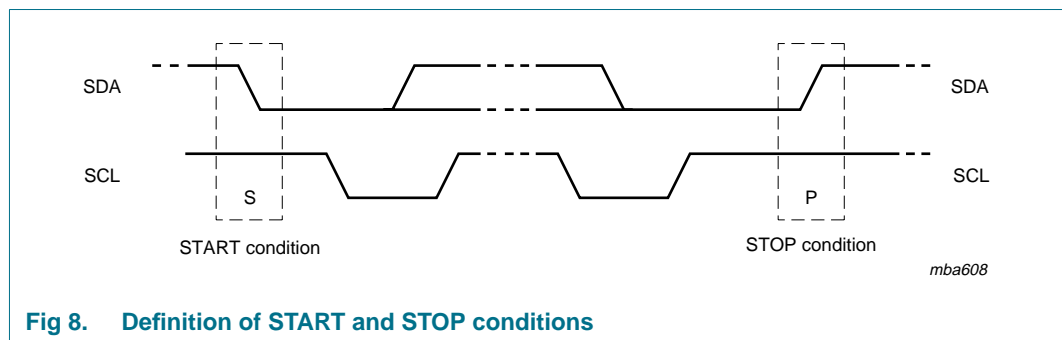 SDA SDA
SCL SCL
S P
START condition STOP condition
mba608
Fig 8. Definition of START and STOP conditions